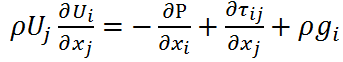 ρU_j ∂U_i/∂x_j = −∂P/∂x_i + ∂τ_ij/∂x_j + ρg_i